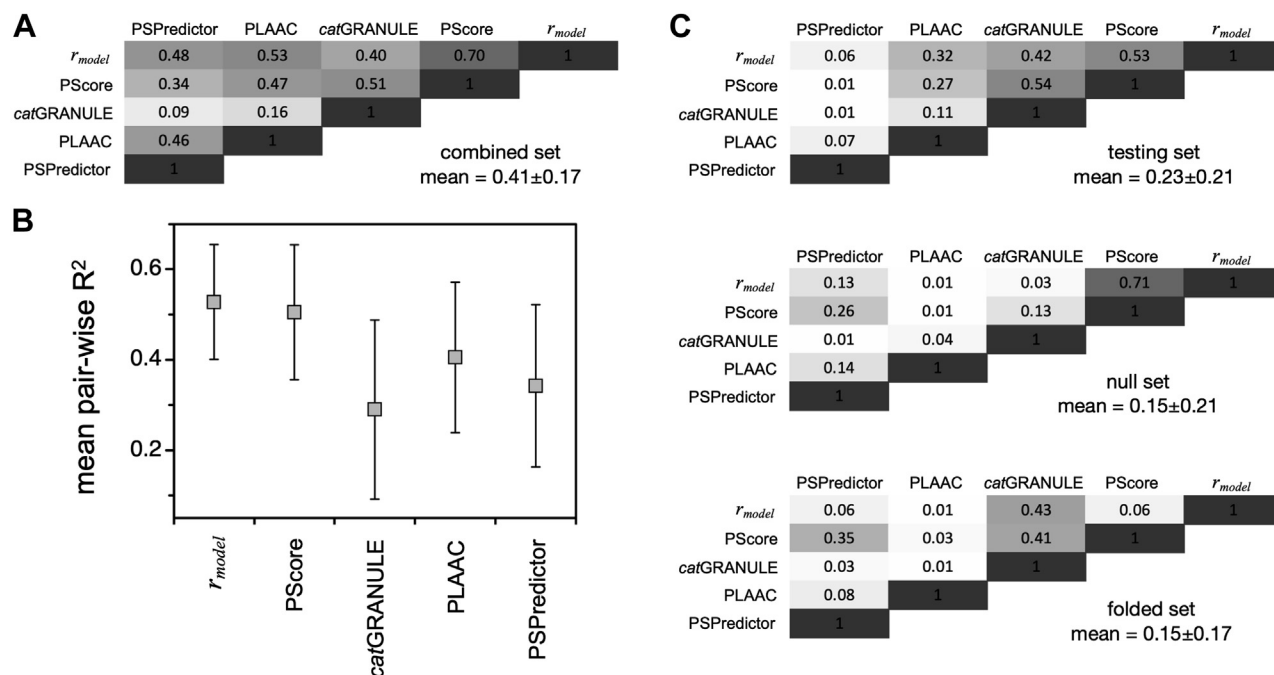 A
PSPredictor PLAAC catGRANULE PScore r_model
r_model 0.48 0.53 0.40 0.70 1
PScore 0.34 0.47 0.51 1
catGRANULE 0.09 0.16 1
PLAAC 0.46 1
PSPredictor 1
combined set
mean = 0.41±0.17
B
mean pair-wise R²
0.6
0.4
0.2
r_model
PScore
catGRANULE
PLAAC
PSPredictor
C
PSPredictor PLAAC catGRANULE PScore r_model
r_model 0.06 0.32 0.42 0.53 1
PScore 0.01 0.27 0.54 1
catGRANULE 0.01 0.11 1
PLAAC 0.07 1
PSPredictor 1
testing set
mean = 0.23±0.21
PSPredictor PLAAC catGRANULE PScore r_model
r_model 0.13 0.01 0.03 0.71 1
PScore 0.26 0.01 0.13 1
catGRANULE 0.01 0.04 1
PLAAC 0.14 1
PSPredictor 1
null set
mean = 0.15±0.21
PSPredictor PLAAC catGRANULE PScore r_model
r_model 0.06 0.01 0.43 0.06 1
PScore 0.35 0.03 0.41 1
catGRANULE 0.03 0.01 1
PLAAC 0.08 1
PSPredictor 1
folded set
mean = 0.15±0.17